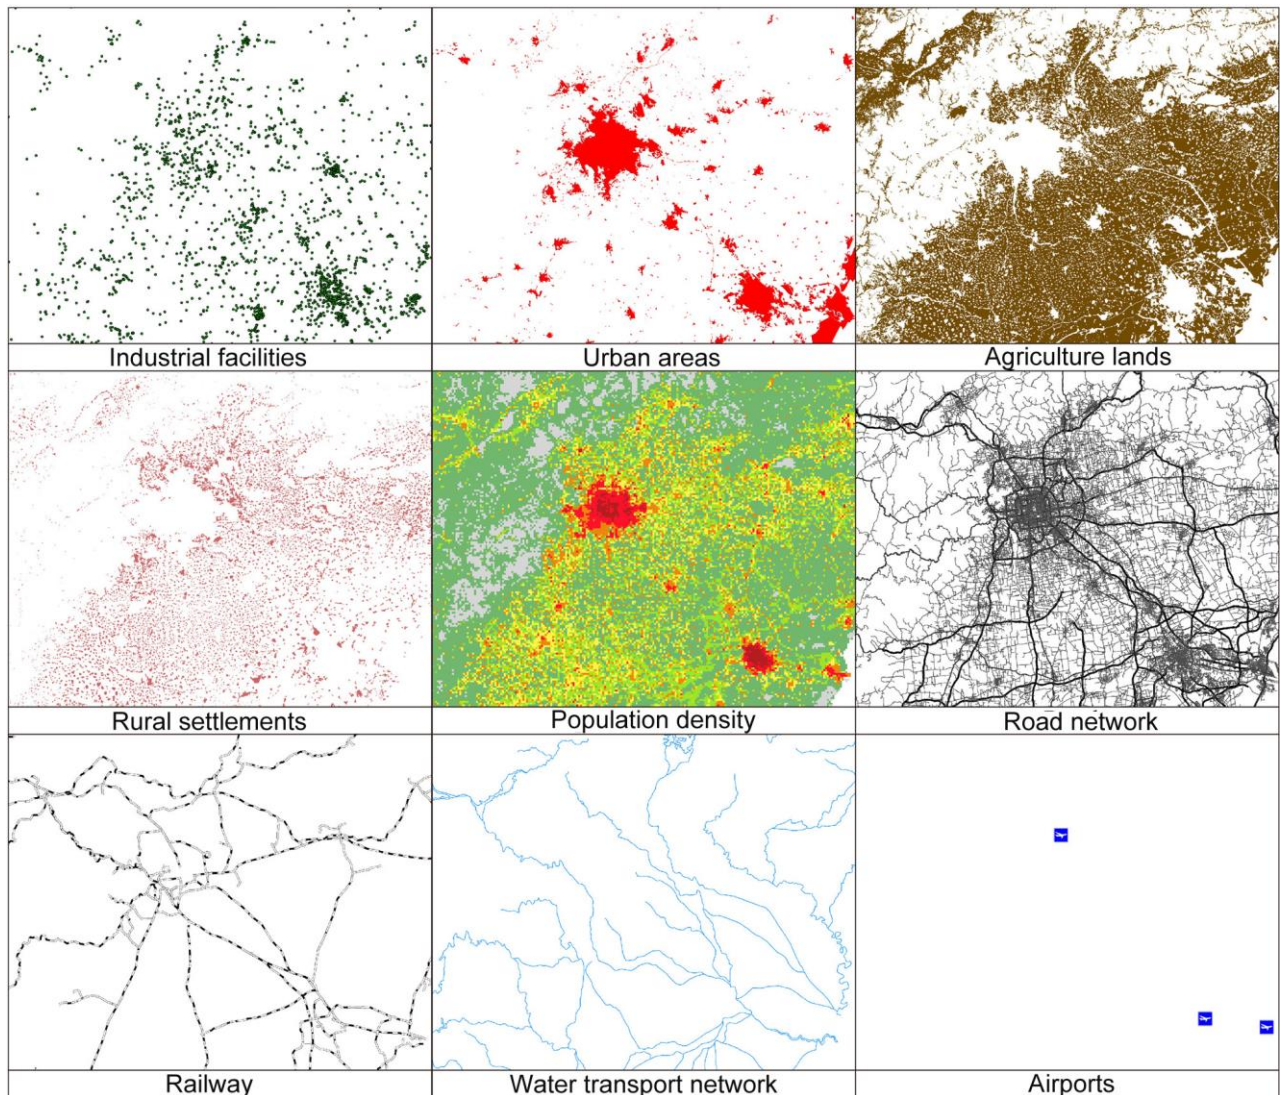 Industrial facilities
Urban areas
Agriculture lands
Rural settlements
Population density
Road network
Railway
Water transport network
Airports